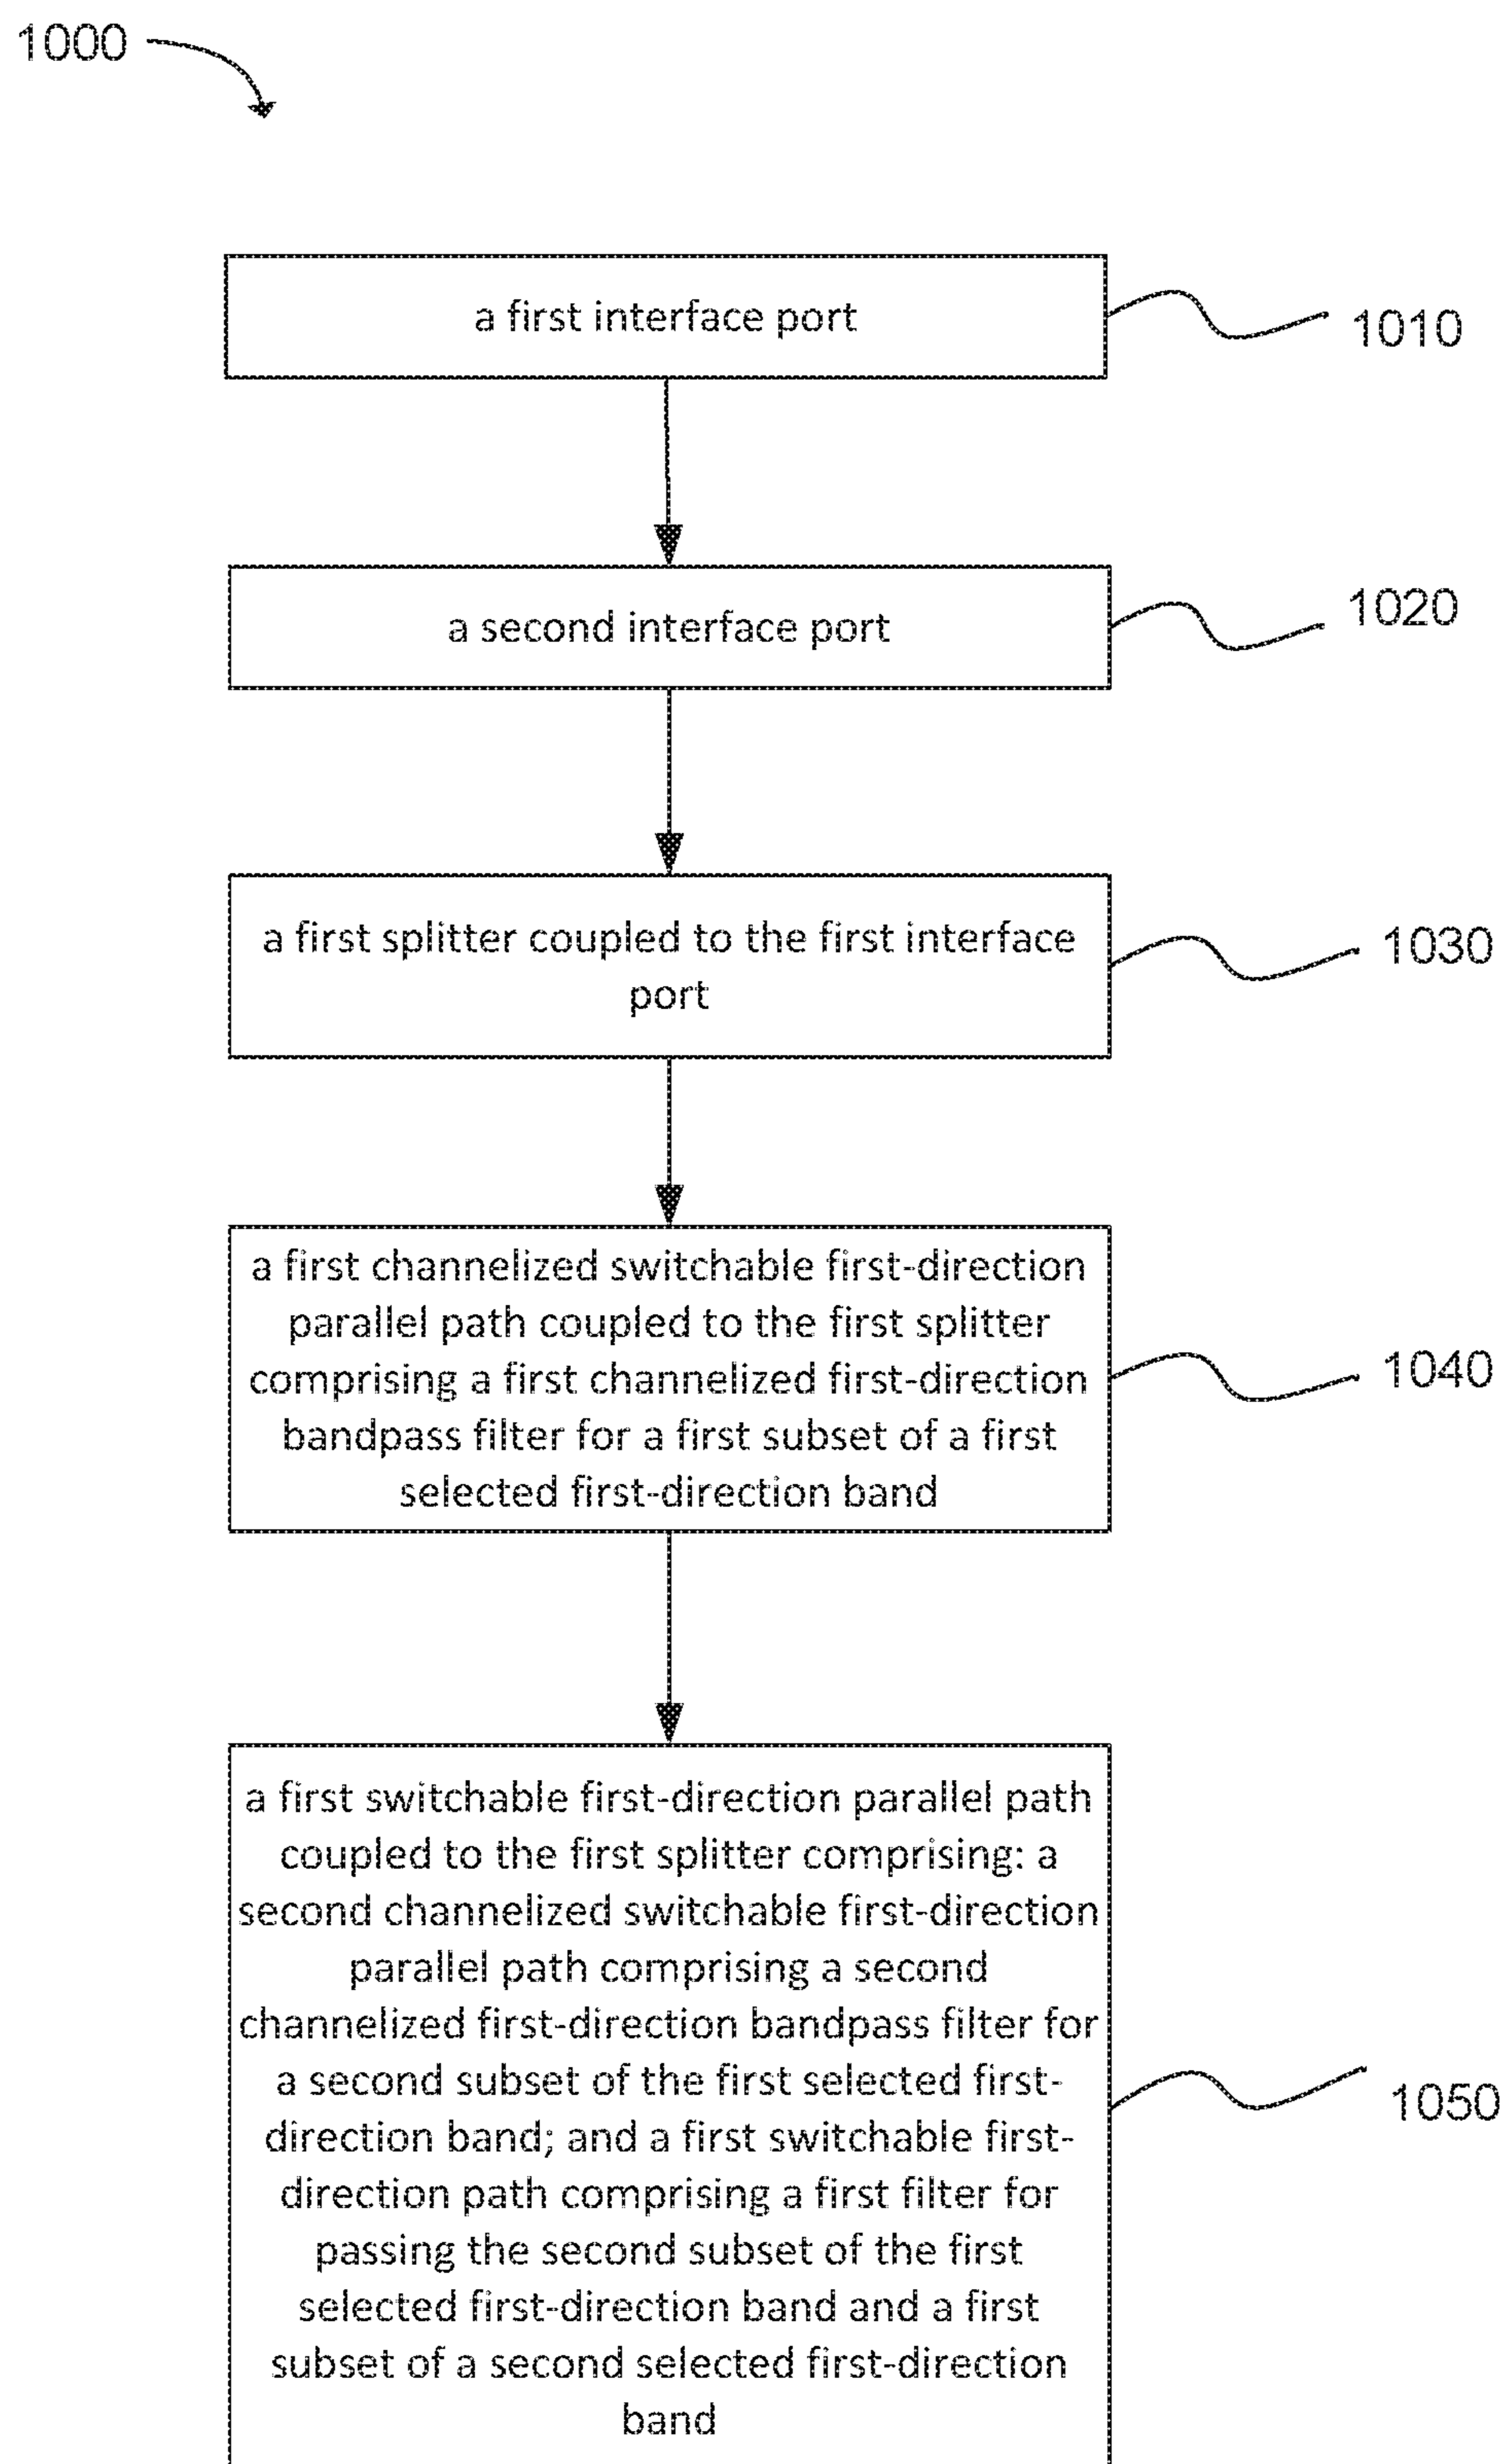 1000
a first interface port
1010
a second interface port
1020
a first splitter coupled to the first interface
port
1030
a first channelized switchable first-direction
parallel path coupled to the first splitter
comprising a first channelized first-direction
bandpass filter for a first subset of a first
selected first-direction band
1040
a first switchable first-direction parallel path
coupled to the first splitter comprising: a
second channelized switchable first-direction
parallel path comprising a second
channelized first-direction bandpass filter for
a second subset of the first selected first-
direction band; and a first switchable first-
direction path comprising a first filter for
passing the second subset of the first
selected first-direction band and a first
subset of a second selected first-direction
band
1050